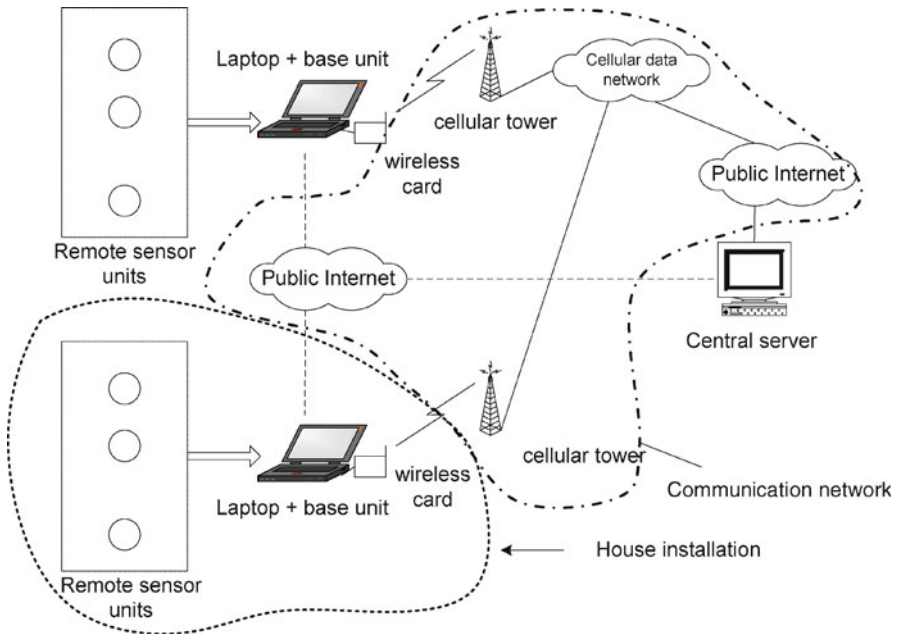 Laptop + base unit
Cellular data
network
cellular tower
wireless
card
Public Internet
Remote sensor
units
Public Internet
Central server
cellular tower
wireless
card
Communication network
Laptop + base unit
House installation
Remote sensor
units